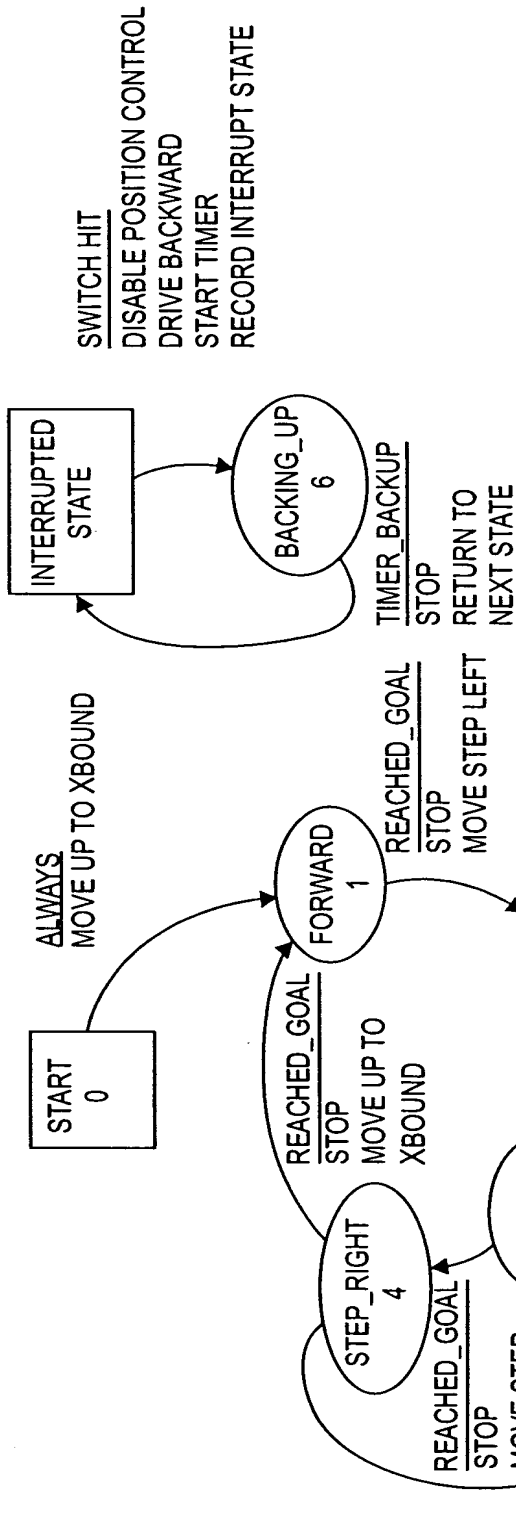 START
0
ALWAYS
MOVE UP TO XBOUND
INTERRUPTED
STATE
SWITCH HIT
DISABLE POSITION CONTROL
DRIVE BACKWARD
START TIMER
RECORD INTERRUPT STATE
BACKING_UP
6
TIMER_BACKUP
STOP
RETURN TO
NEXT STATE
FORWARD
1
REACHED_GOAL
STOP
MOVE UP TO
XBOUND
REACHED_GOAL
STOP
MOVE STEP LEFT
STEP_RIGHT
4
REACHED_GOAL
STOP
MOVE STEP